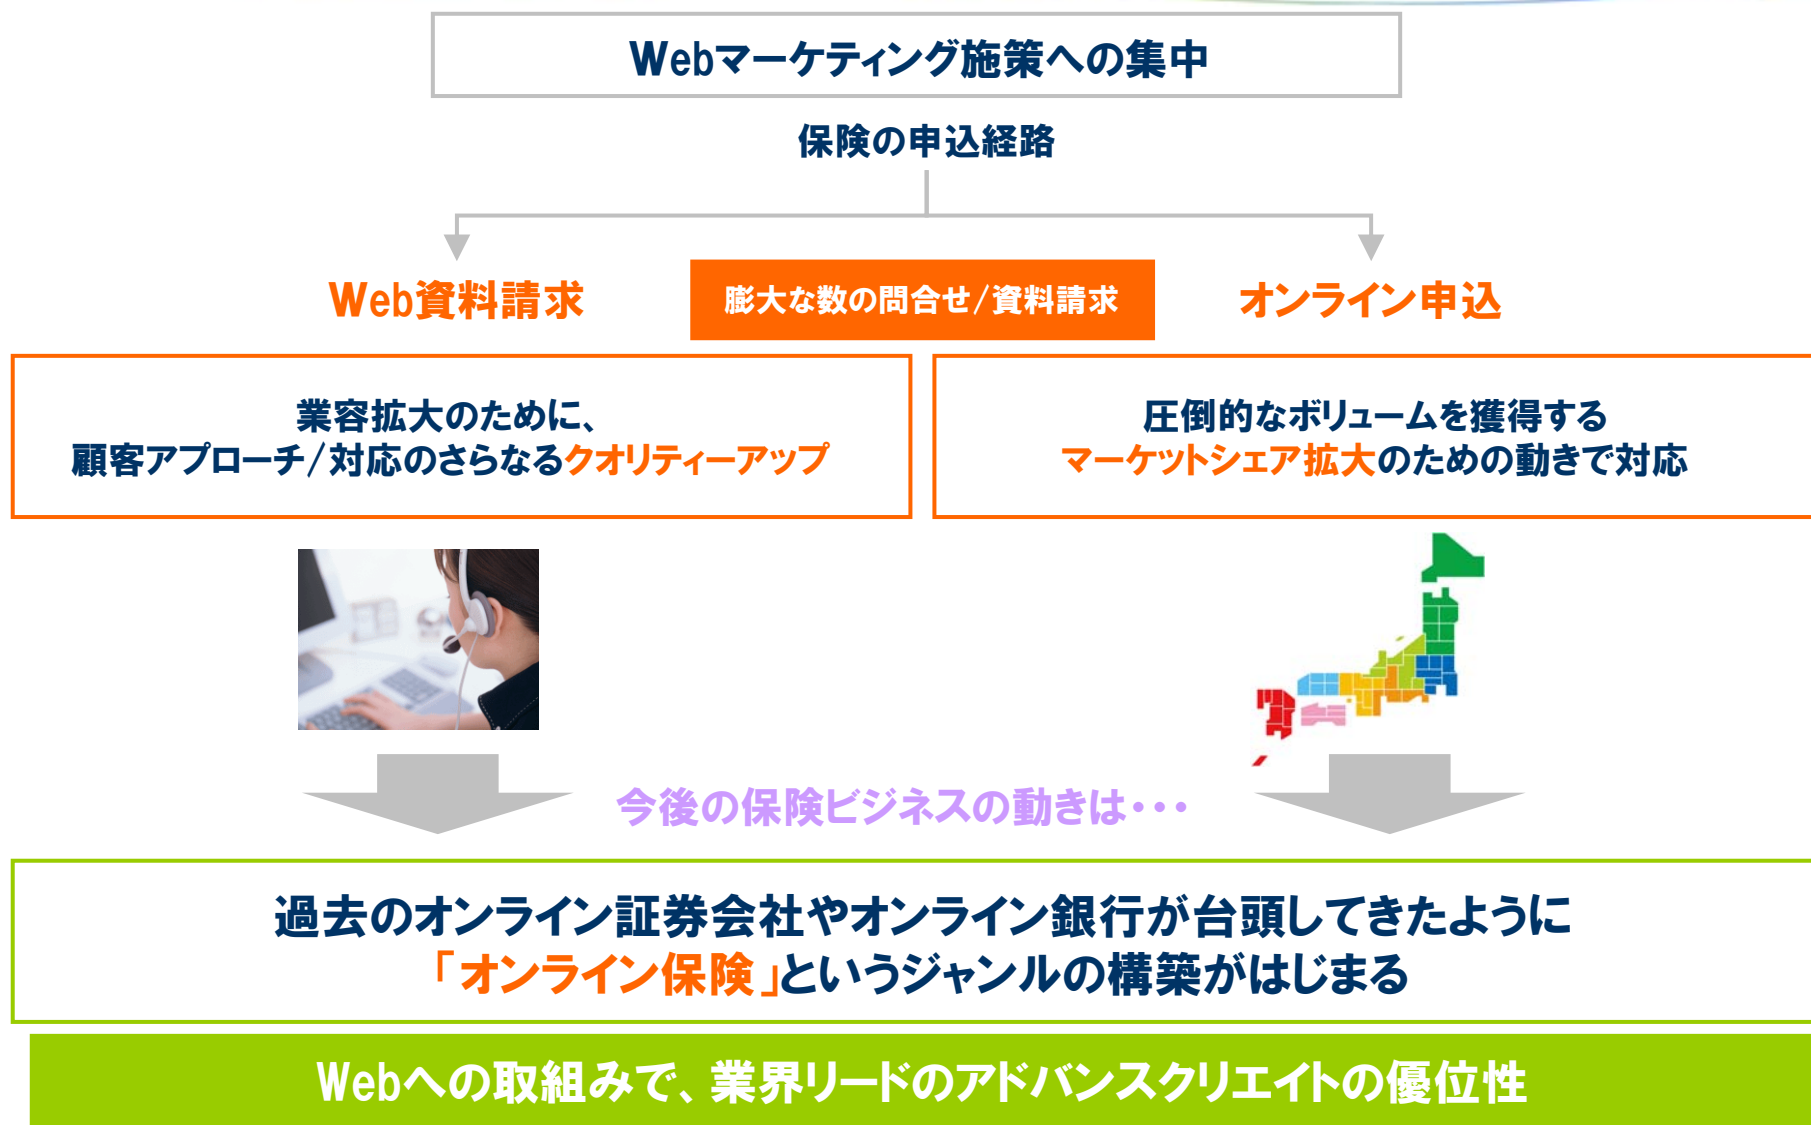 Webマーケティング施策への集中
保険の申込経路
Web資料請求
膨大な数の問合せ/資料請求
オンライン申込
業容拡大のために、
顧客アプローチ/対応のさらなるクオリティーアップ
圧倒的なボリュームを獲得する
マーケットシェア拡大のための動きで対応
今後の保険ビジネスの動きは・・・
過去のオンライン証券会社やオンライン銀行が台頭してきたように
「オンライン保険」というジャンルの構築がはじまる
Webへの取組みで、業界リードのアドバンスクリエイトの優位性